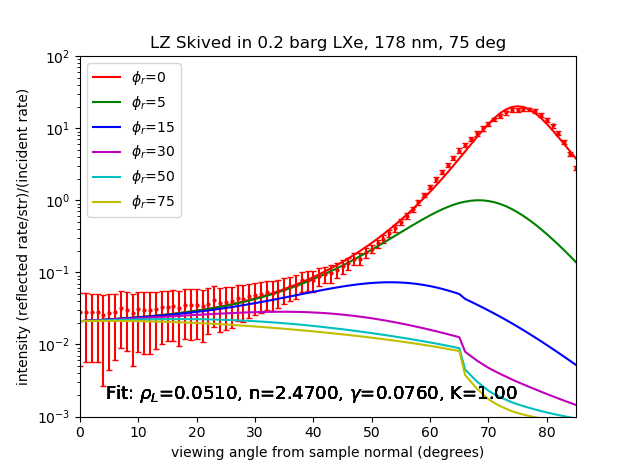 LZ Skived in 0.2 barg LXe, 178 nm, 75 deg
intensity (reflected rate/str)/(incident rate)
10²
10¹
10⁰
10⁻¹
10⁻²
10⁻³
ϕᵣ=0
ϕᵣ=5
ϕᵣ=15
ϕᵣ=30
ϕᵣ=50
ϕᵣ=75
Fit: ρ_L=0.0510, n=2.4700, γ=0.0760, K=1.00
0 10 20 30 40 50 60 70 80
viewing angle from sample normal (degrees)